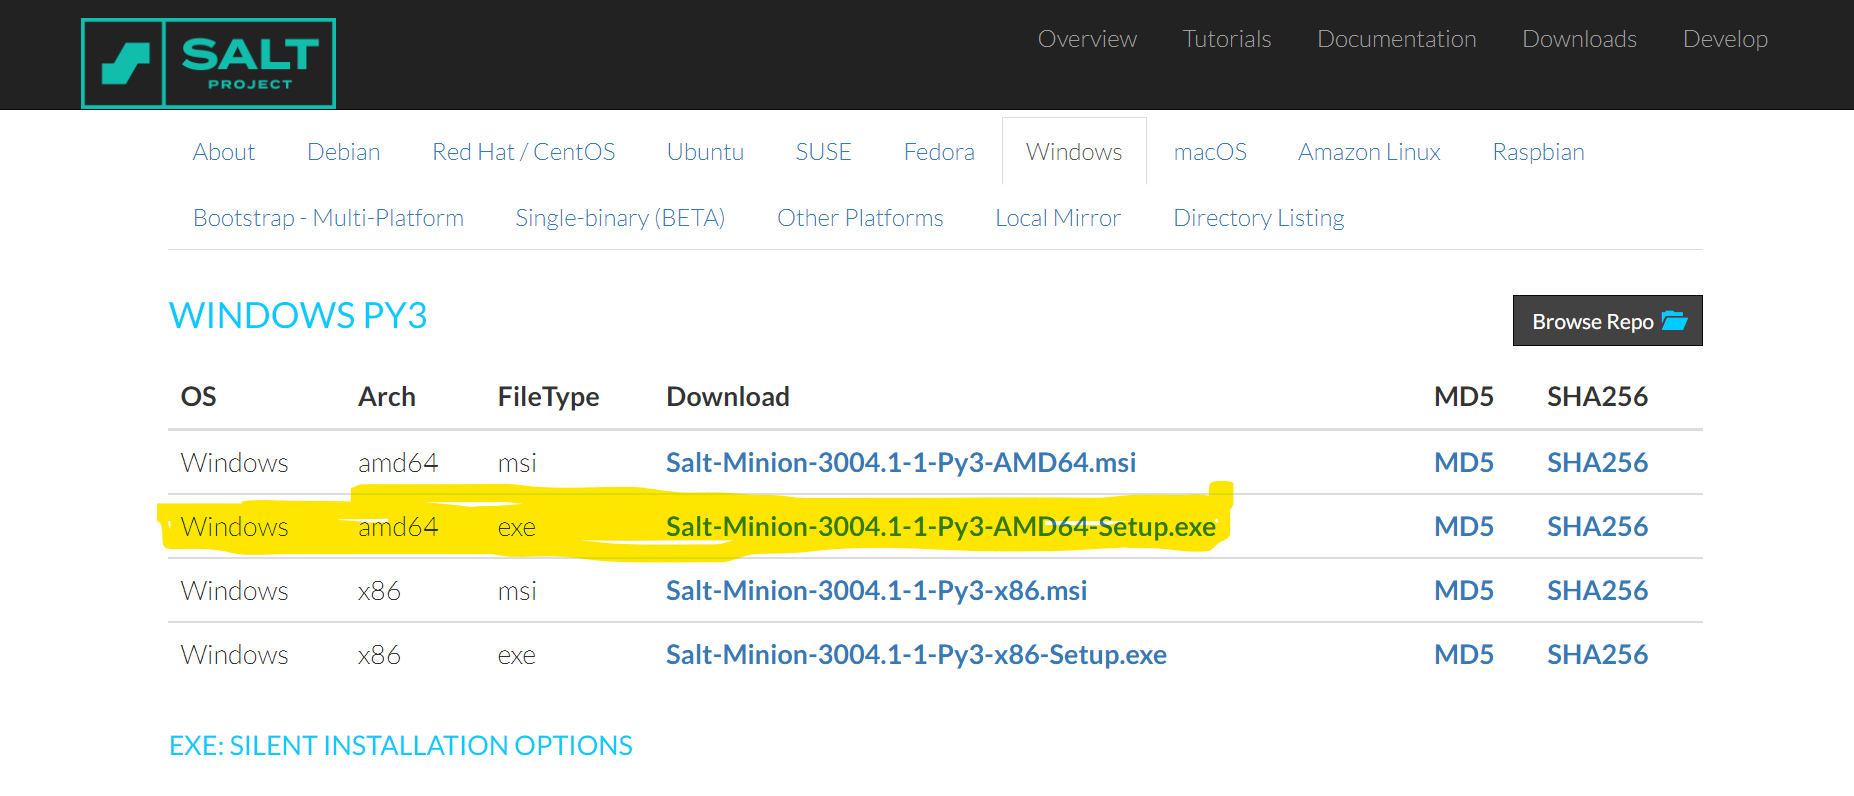 SALT
PROJECT
Overview Tutorials Documentation Downloads Develop
About Debian Red Hat / CentOS Ubuntu SUSE Fedora Windows macOS Amazon Linux Raspbian
Bootstrap - Multi-Platform Single-binary (BETA) Other Platforms Local Mirror Directory Listing
WINDOWS PY3
Browse Repo
OS Arch FileType Download MD5 SHA256
Windows amd64 msi Salt-Minion-3004.1-1-Py3-AMD64.msi MD5 SHA256
Windows amd64 exe Salt-Minion-3004.1-1-Py3-AMD64-Setup.exe MD5 SHA256
Windows x86 msi Salt-Minion-3004.1-1-Py3-x86.msi MD5 SHA256
Windows x86 exe Salt-Minion-3004.1-1-Py3-x86-Setup.exe MD5 SHA256
EXE: SILENT INSTALLATION OPTIONS